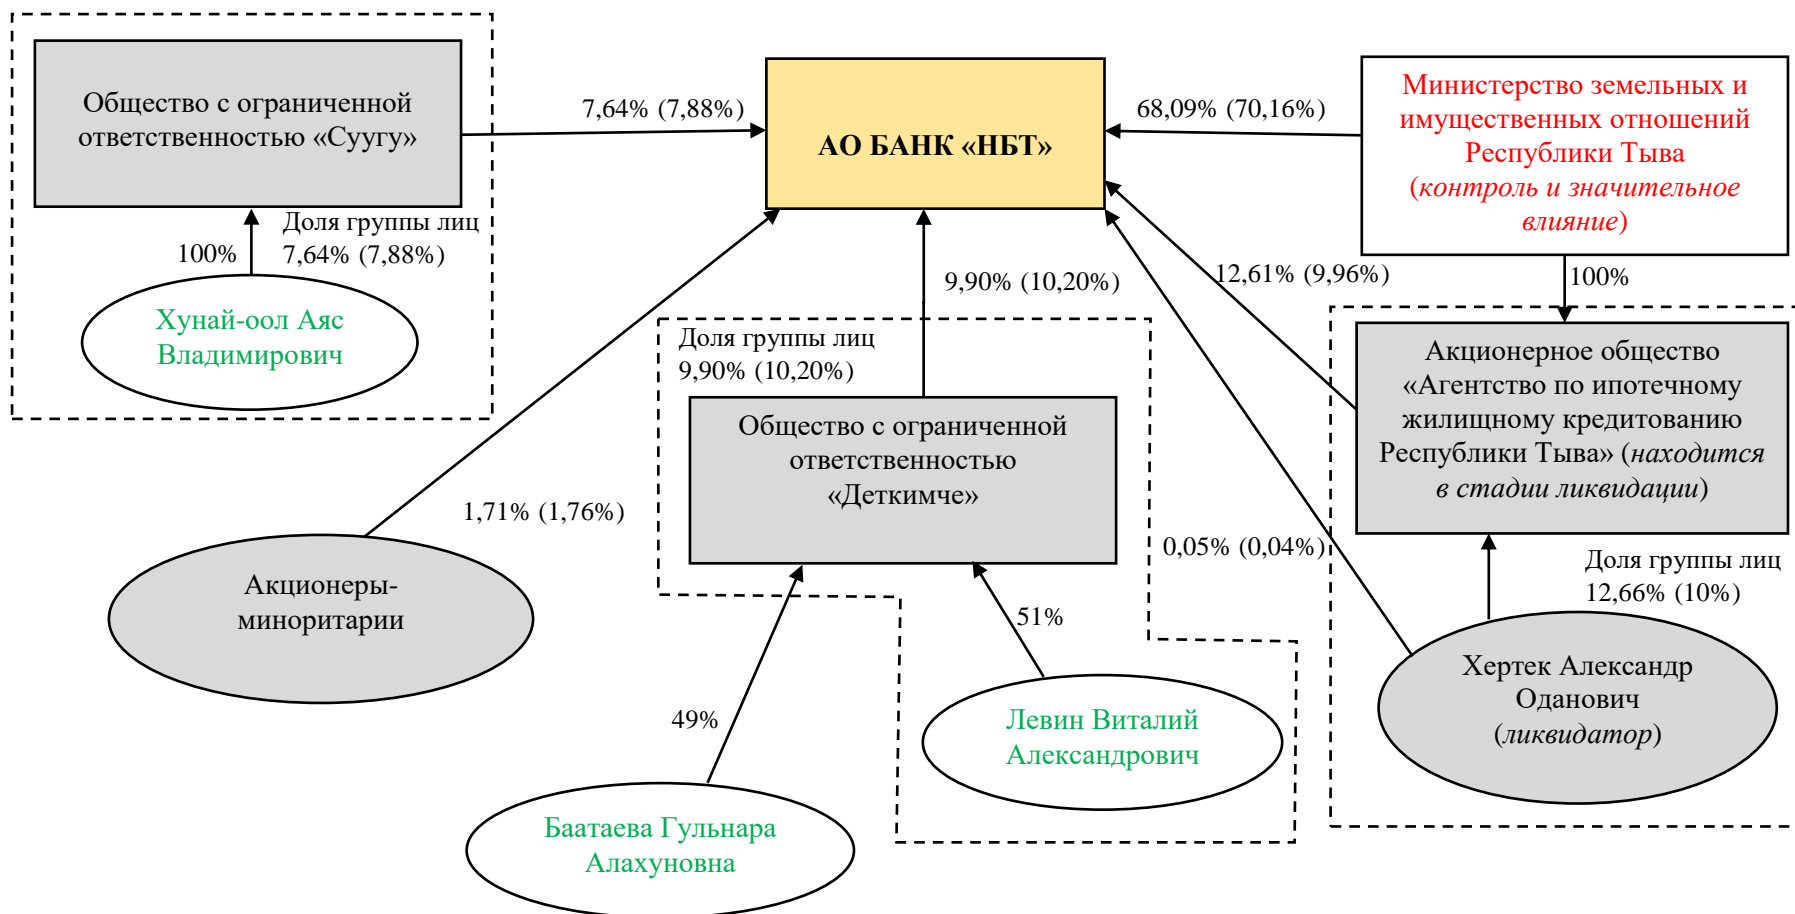 Общество с ограниченной
ответственностью «Суугу»
7,64% (7,88%)
АО БАНК «НБТ»
68,09% (70,16%)
Министерство земельных и
имущественных отношений
Республики Тыва
(контроль и значительное
влияние)
100%
Доля группы лиц
7,64% (7,88%)
Хунай-оол Аяс
Владимирович
9,90% (10,20%)
12,61% (9,96%)
100%
Доля группы лиц
9,90% (10,20%)
Общество с ограниченной
ответственностью
«Деткимче»
Акционерное общество
«Агентство по ипотечному
жилищному кредитованию
Республики Тыва» (находится
в стадии ликвидации)
1,71% (1,76%)
0,05% (0,04%)
Акционеры-
миноритарии
Доля группы лиц
12,66% (10%)
51%
49%
Левин Виталий
Александрович
Хертек Александр
Оданович
(ликвидатор)
Баатаева Гульнара
Алахуновна